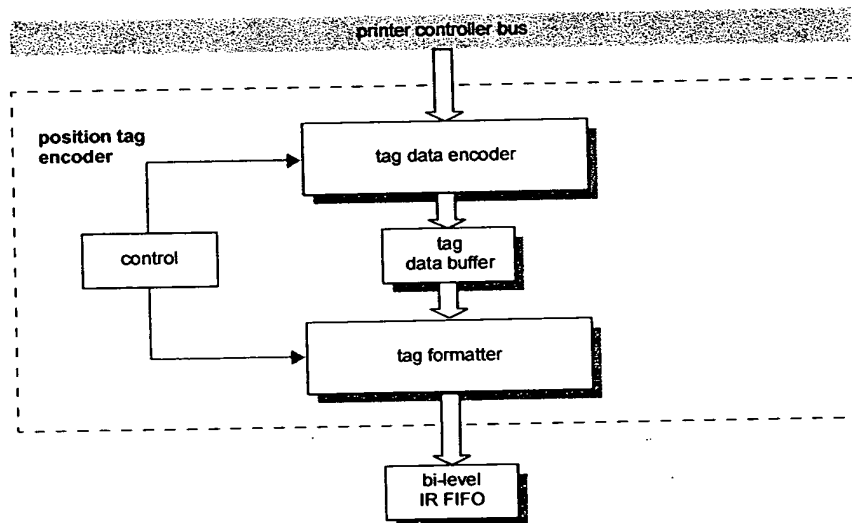 printer controller bus
position tag
encoder
tag data encoder
control
tag
data buffer
tag formatter
bi-level
IR FIFO